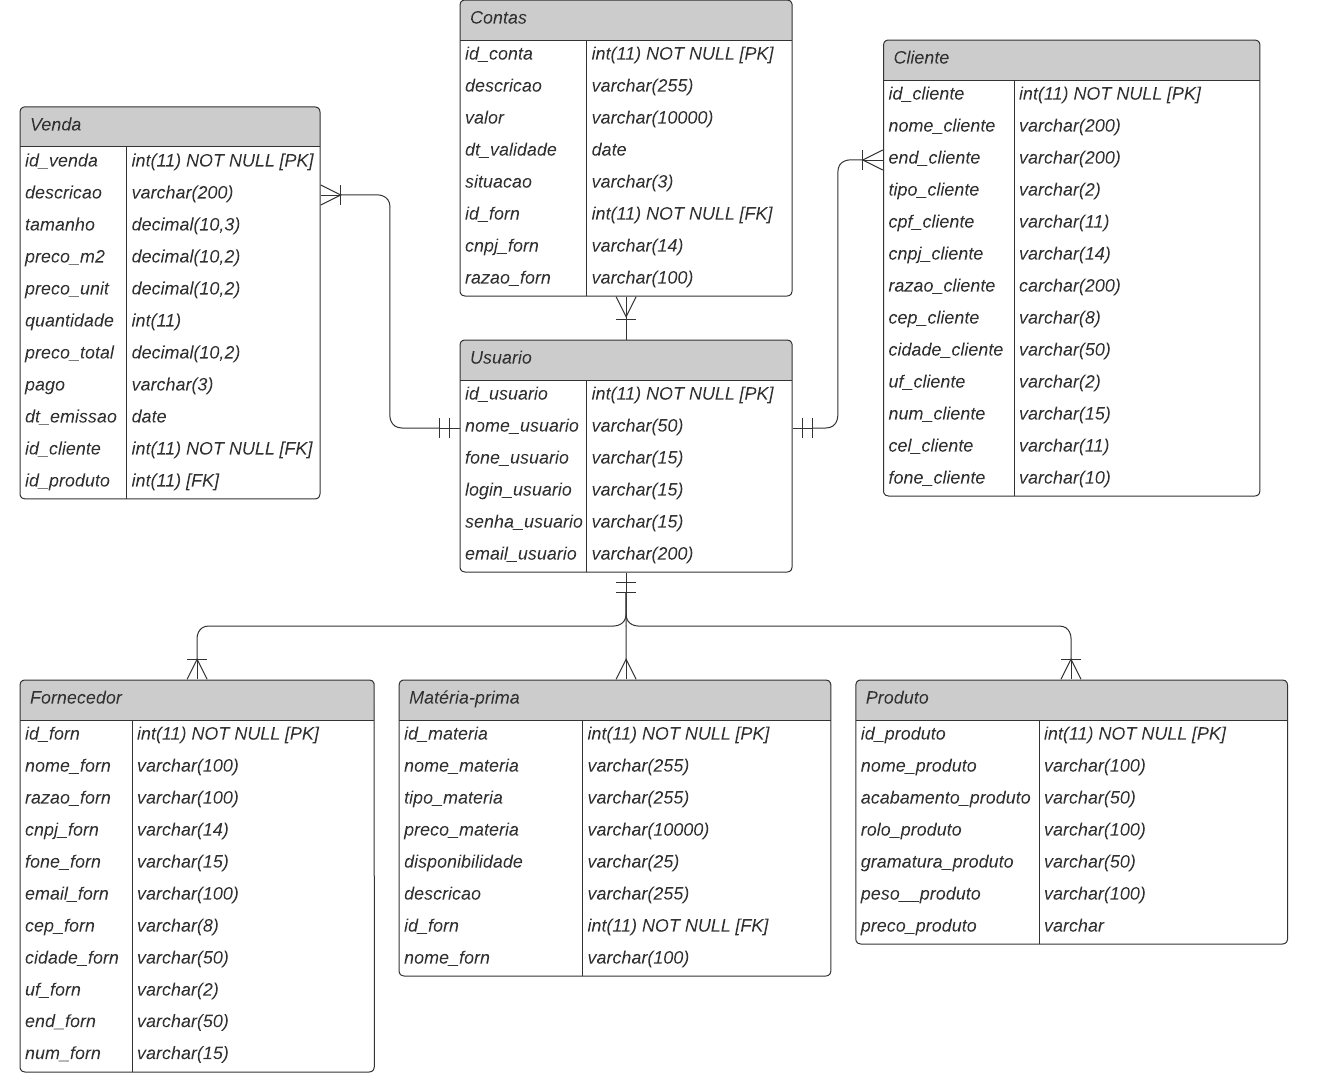 Contas
id_conta int(11) NOT NULL [PK]
descricao varchar(255)
valor varchar(10000)
dt_validade date
situacao varchar(3)
id_forn int(11) NOT NULL [FK]
cnpj_forn varchar(14)
razao_forn varchar(100)
Cliente
id_cliente int(11) NOT NULL [PK]
nome_cliente varchar(200)
end_cliente varchar(200)
tipo_cliente varchar(2)
cpf_cliente varchar(11)
cnpj_cliente varchar(14)
razao_cliente carchar(200)
cep_cliente varchar(8)
cidade_cliente varchar(50)
uf_cliente varchar(2)
num_cliente varchar(15)
cel_cliente varchar(11)
fone_cliente varchar(10)
Venda
id_venda int(11) NOT NULL [PK]
descricao varchar(200)
tamanho decimal(10,3)
preco_m2 decimal(10,2)
preco_unit decimal(10,2)
quantidade int(11)
preco_total decimal(10,2)
pago varchar(3)
dt_emissao date
id_cliente int(11) NOT NULL [FK]
id_produto int(11) [FK]
Usuario
id_usuario int(11) NOT NULL [PK]
nome_usuario varchar(50)
fone_usuario varchar(15)
login_usuario varchar(15)
senha_usuario varchar(15)
email_usuario varchar(200)
Fornecedor
id_forn int(11) NOT NULL [PK]
nome_forn varchar(100)
razao_forn varchar(100)
cnpj_forn varchar(14)
fone_forn varchar(15)
email_forn varchar(100)
cep_forn varchar(8)
cidade_forn varchar(50)
uf_forn varchar(2)
end_forn varchar(50)
num_forn varchar(15)
Matéria-prima
id_materia int(11) NOT NULL [PK]
nome_materia varchar(255)
tipo_materia varchar(255)
preco_materia varchar(10000)
disponibilidade varchar(25)
descricao varchar(255)
id_forn int(11) NOT NULL [FK]
nome_forn varchar(100)
Produto
id_produto int(11) NOT NULL [PK]
nome_produto varchar(100)
acabamento_produto varchar(50)
rolo_produto varchar(100)
gramatura_produto varchar(50)
peso__produto varchar(100)
preco_produto varchar